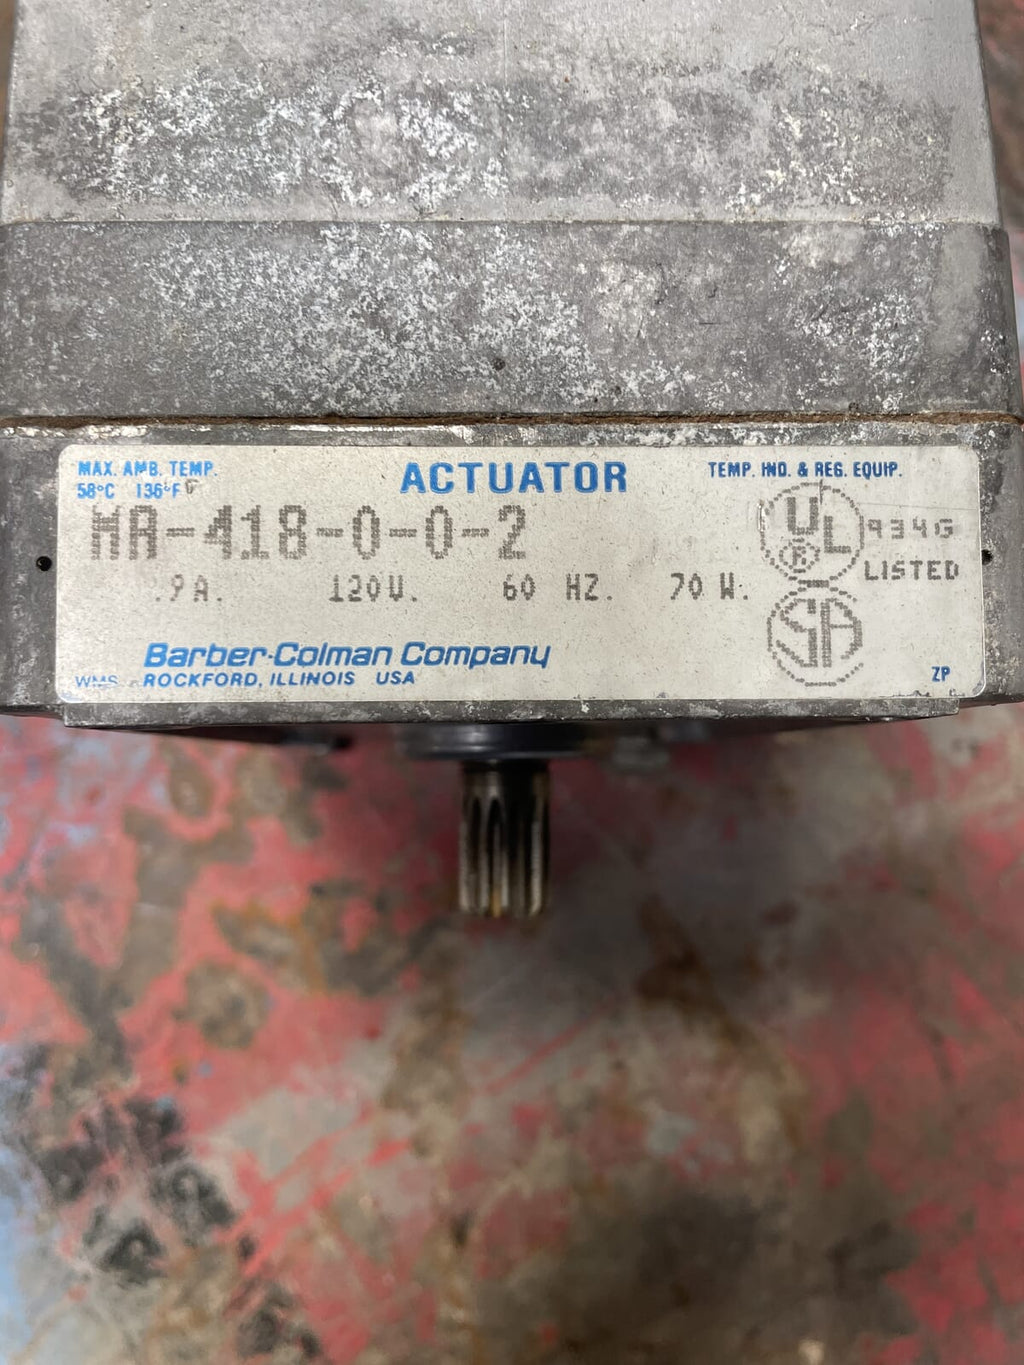 MAX. AMB. TEMP.
58°C 136°F
ACTUATOR
TEMP. IND. & REG. EQUIP.
MA-418-0-0-2
.9A. 120V. 60 HZ. 70 W.
UL
®
934G
LISTED
SA
Barber-Colman Company
WMS ROCKFORD, ILLINOIS USA
ZP